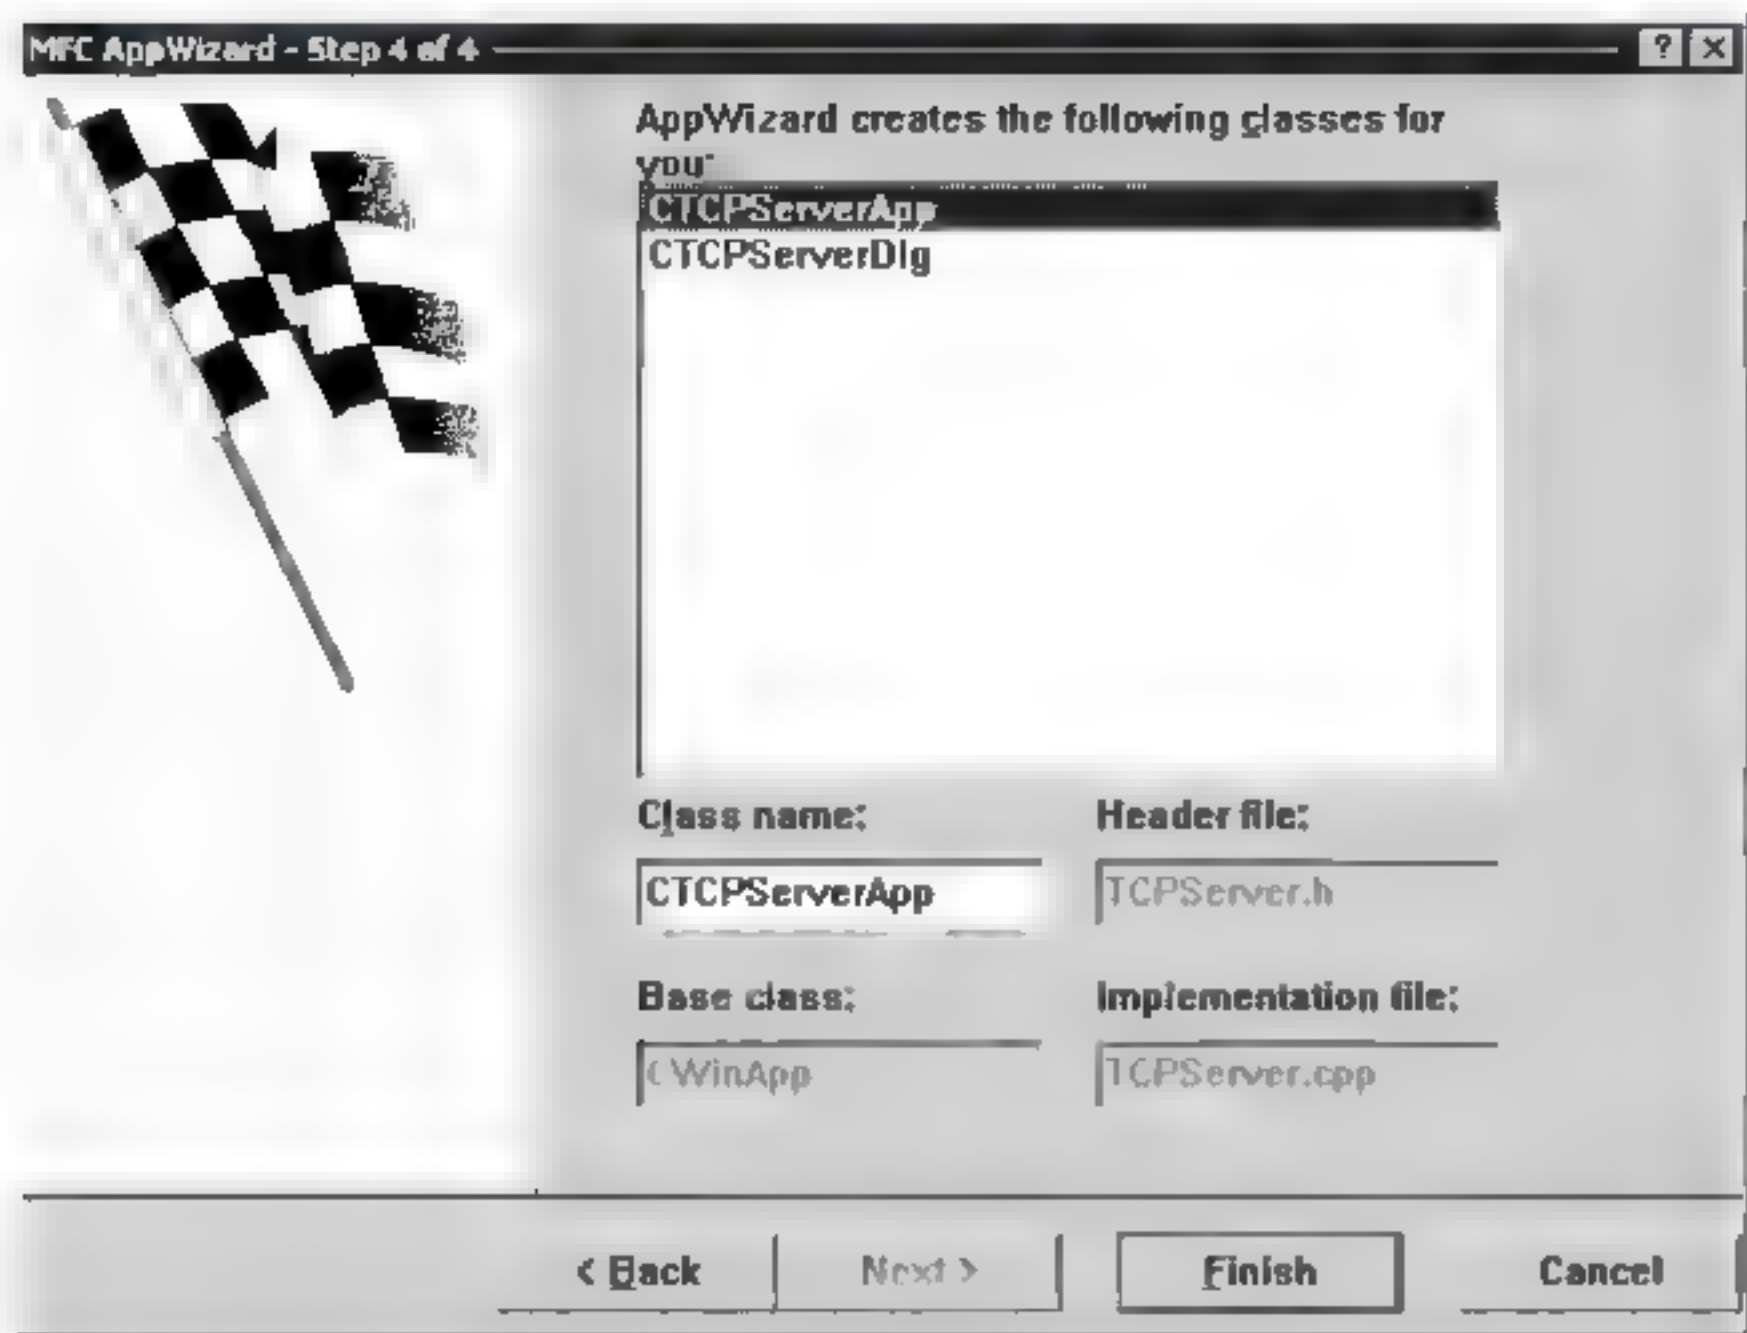 MFC AppWizard - Step 4 of 4
AppWizard creates the following classes for
you:
CTCPServerApp
CTCPServerDlg
Class name:
Header file:
CTCPServerApp
TCPServer.h
Base class:
Implementation file:
CWinApp
TCPServer.cpp
< Back
Next >
Finish
Cancel